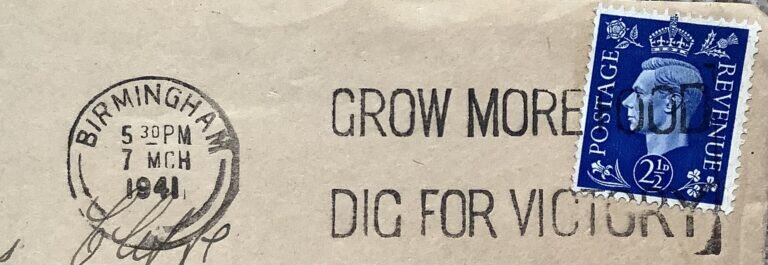 BIRMINGHAM
5 30 PM
7 MCH
1941
GROW MORE FOOD
DIG FOR VICTORY
POSTAGE
REVENUE
2½D